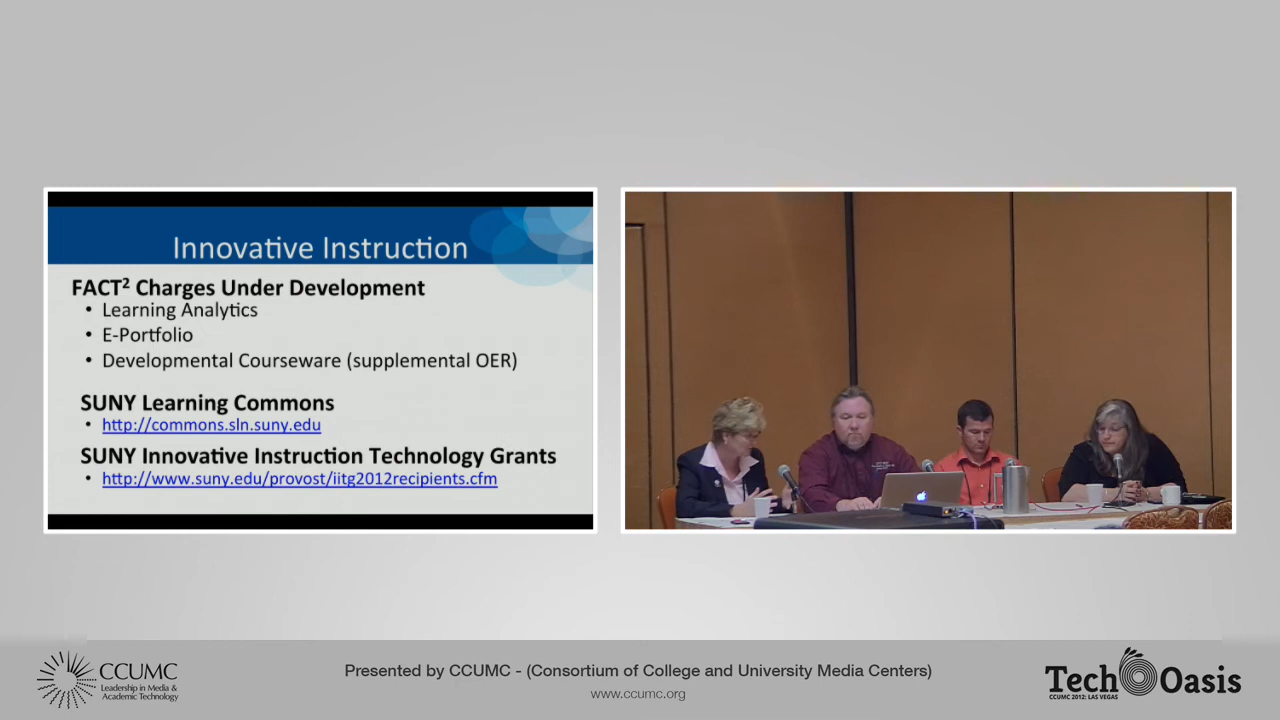 Innovative Instruction
FACT² Charges Under Development
• Learning Analytics
• E-Portfolio
• Developmental Courseware (supplemental OER)
SUNY Learning Commons
• http://commons.sln.suny.edu
SUNY Innovative Instruction Technology Grants
• http://www.suny.edu/provost/iitg2012recipients.cfm
CCUMC
Leadership in Media &
Academic Technology
Presented by CCUMC - (Consortium of College and University Media Centers)
www.ccumc.org
Tech Oasis
CCUMC 2012: LAS VEGAS